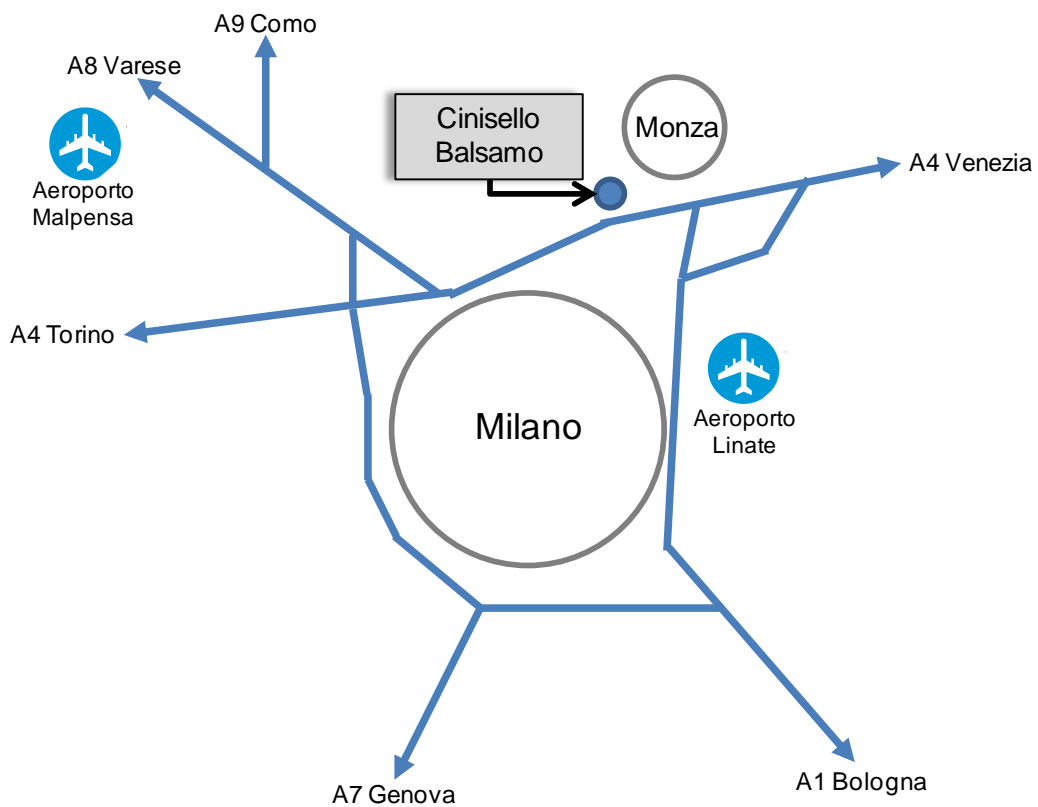 A9 Como
A8 Varese
Cinisello
Balsamo
Monza
A4 Venezia
Aeroporto
Malpensa
A4 Torino
Milano
Aeroporto
Linate
A7 Genova
A1 Bologna